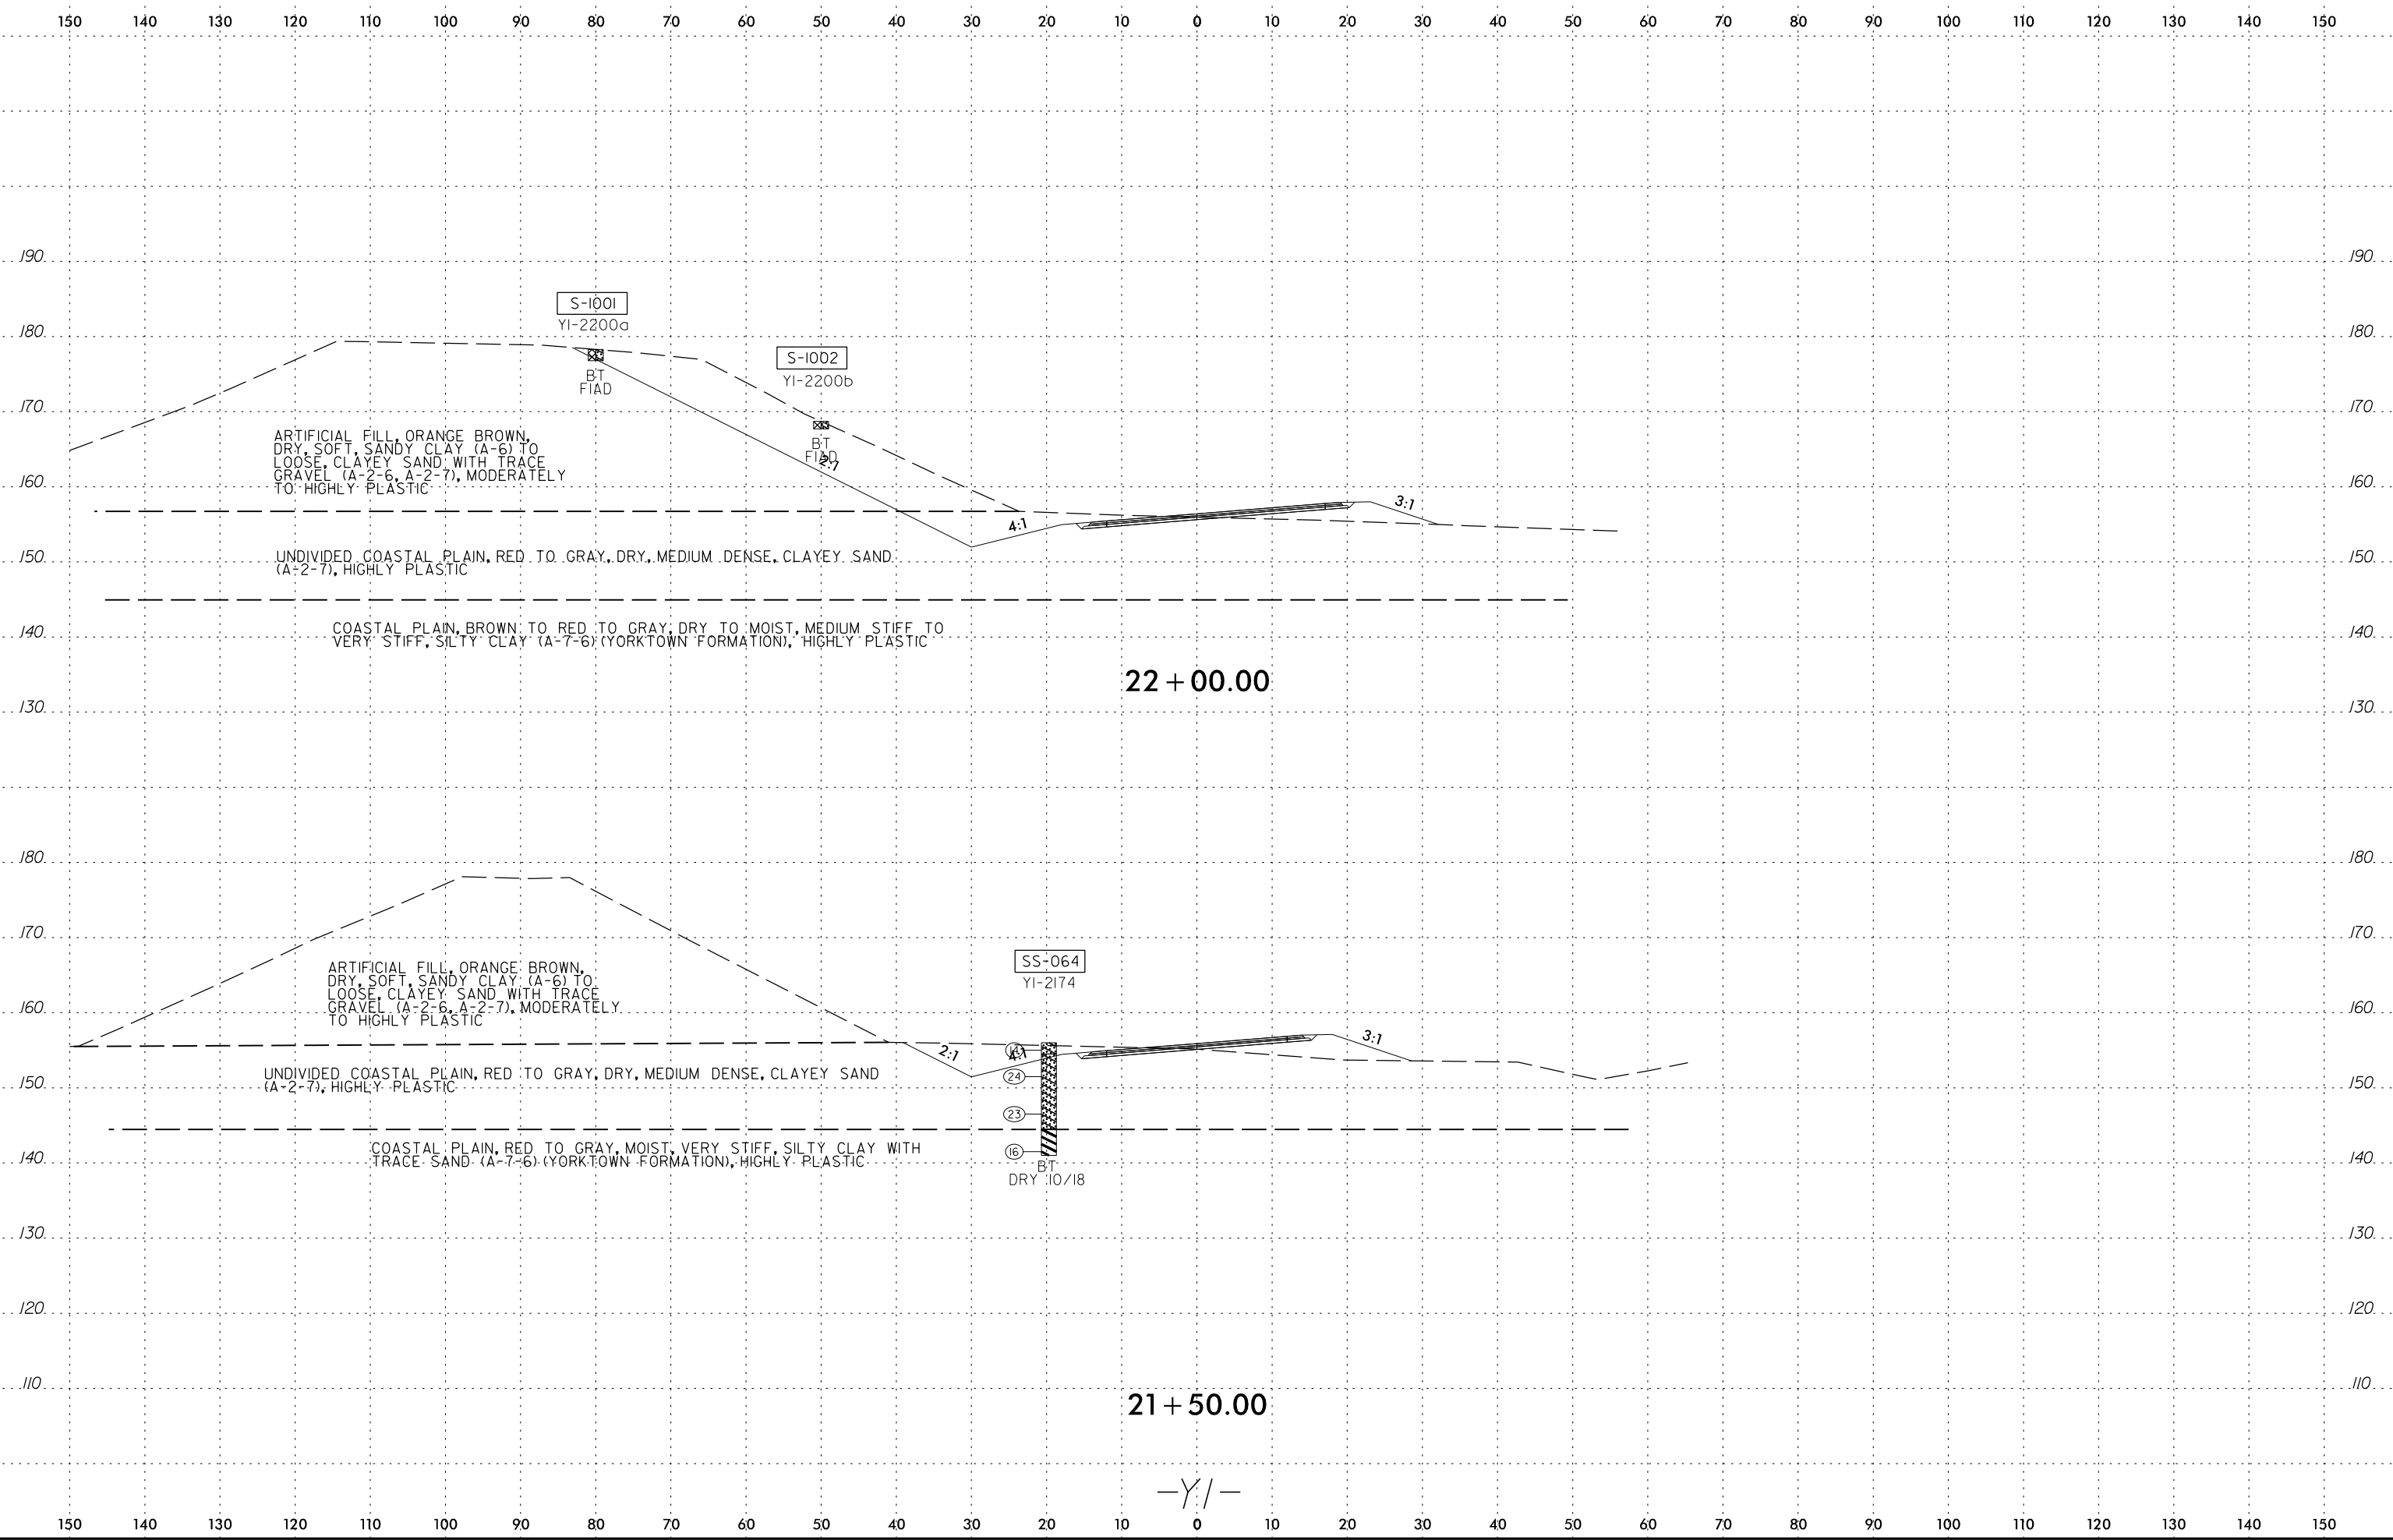 150 140 130 120 110 100 90 80 70 60 50 40 30 20 10 0 10 20 30 40 50 60 70 80 90 100 110 120 130 140 150
190 190
S-1001
180 Y1-2200a 180
S-1002
BT Y1-2200b
FIAD
170 170
ARTIFICIAL FILL, ORANGE BROWN,
DRY, SOFT, SANDY CLAY (A-6) TO
BT
LOOSE, CLAYEY SAND WITH TRACE
FIAD
2:1
GRAVEL (A-2-6, A-2-7), MODERATELY
160 TO HIGHLY PLASTIC 160
3:1
4:1
150 UNDIVIDED COASTAL PLAIN, RED TO GRAY, DRY, MEDIUM DENSE, CLAYEY SAND 150
(A-2-7), HIGHLY PLASTIC
140 COASTAL PLAIN, BROWN TO RED TO GRAY, DRY TO MOIST, MEDIUM STIFF TO 140
VERY STIFF, SILTY CLAY (A-7-6) (YORKTOWN FORMATION), HIGHLY PLASTIC
22+00.00
130 130
180 180
170 170
SS-064
Y1-2174
ARTIFICIAL FILL, ORANGE BROWN,
DRY, SOFT, SANDY CLAY (A-6) TO
LOOSE, CLAYEY SAND WITH TRACE
160 GRAVEL (A-2-6, A-2-7), MODERATELY 160
TO HIGHLY PLASTIC
3:1
2:1 4:1
UNDIVIDED COASTAL PLAIN, RED TO GRAY, DRY, MEDIUM DENSE, CLAYEY SAND 24
150 (A-2-7), HIGHLY PLASTIC 150
23
COASTAL PLAIN, RED TO GRAY, MOIST, VERY STIFF, SILTY CLAY WITH 16
140 TRACE SAND (A-7-6) (YORKTOWN FORMATION), HIGHLY PLASTIC BT 140
DRY 10/18
130 130
120 120
110 110
21+50.00
-Y1-
150 140 130 120 110 100 90 80 70 60 50 40 30 20 10 0 10 20 30 40 50 60 70 80 90 100 110 120 130 140 150